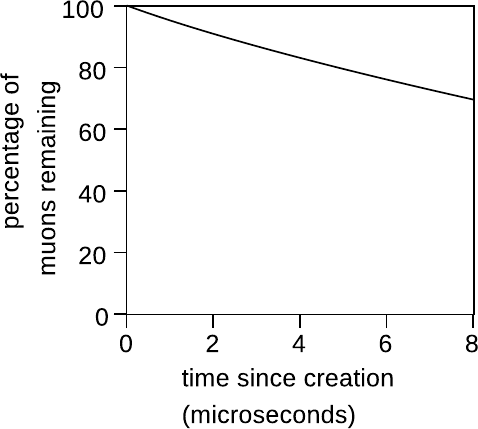 100
80
60
40
20
0
percentage of
muons remaining
0 2 4 6 8
time since creation
(microseconds)